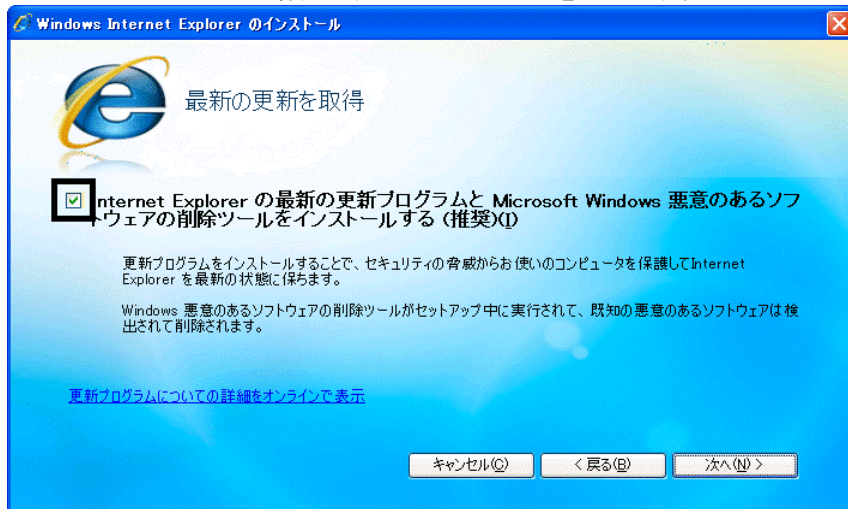 Windows Internet Explorer のインストール
最新の更新を取得
nternet Explorer の最新の更新プログラムと Microsoft Windows 悪意のあるソフ
トウェアの削除ツールをインストールする (推奨)(I)
更新プログラムをインストールすることで、セキュリティの脅威からお使いのコンピュータを保護してInternet
Explorer を最新の状態に保ちます。
Windows 悪意のあるソフトウェアの削除ツールがセットアップ中に実行されて、既知の悪意のあるソフトウェアは検
出されて削除されます。
更新プログラムについての詳細をオンラインで表示
キャンセル(C) < 戻る(B) 次へ(N) >